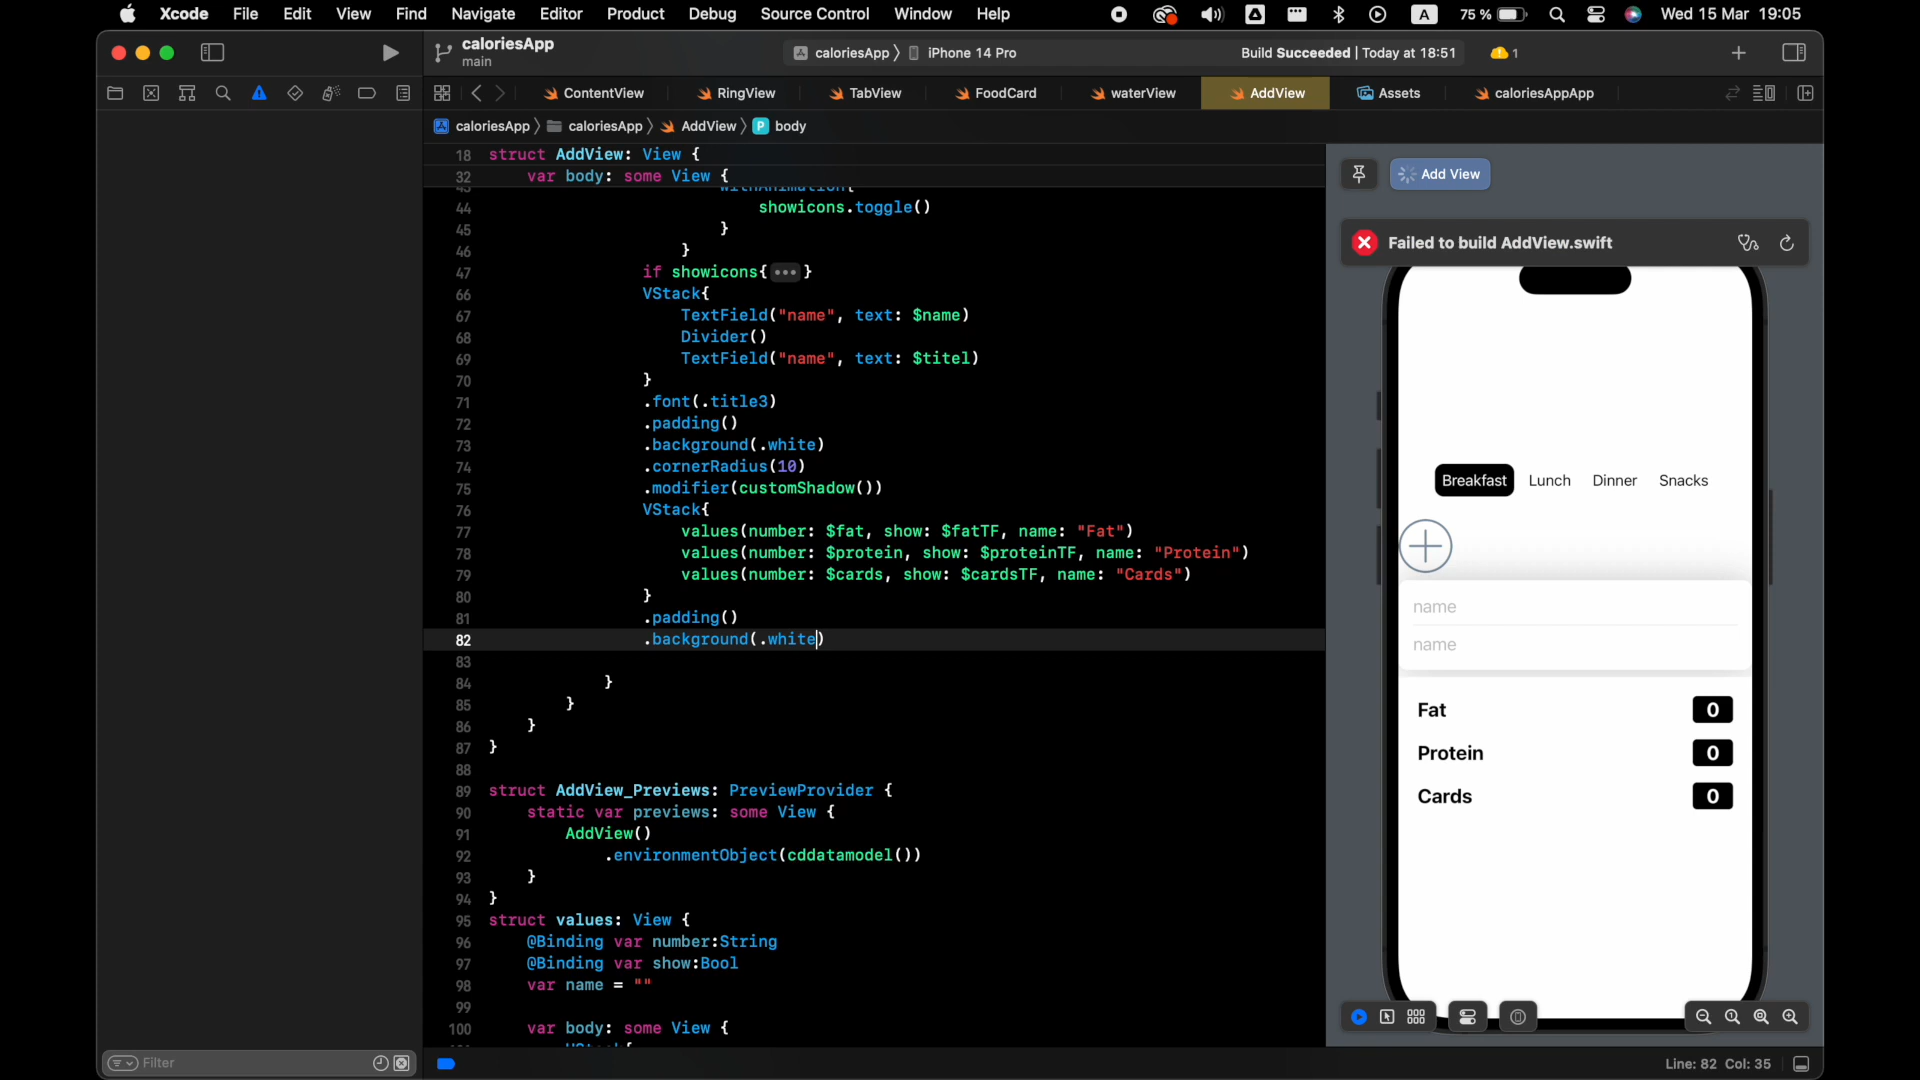 Xcode File Edit View Find Navigate Editor Product Debug Source Control Window Help A 75 % Wed 15 Mar 19:05
caloriesApp
main
caloriesApp iPhone 14 Pro Build Succeeded | Today at 18:51 1
ContentView RingView TabView FoodCard waterView AddView Assets caloriesAppApp
caloriesApp caloriesApp AddView P body
18 struct AddView: View {
32 var body: some View {
44 showicons.toggle()
45 }
46 }
47 if showicons{ ••• }
66 VStack{
67 TextField("name", text: $name)
68 Divider()
69 TextField("name", text: $titel)
70 }
71 .font(.title3)
72 .padding()
73 .background(.white)
74 .cornerRadius(10)
75 .modifier(customShadow())
76 VStack{
77 values(number: $fat, show: $fatTF, name: "Fat")
78 values(number: $protein, show: $proteinTF, name: "Protein")
79 values(number: $cards, show: $cardsTF, name: "Cards")
80 }
81 .padding()
82 .background(.white)
83
84 }
85 }
86 }
87 }
88
89 struct AddView_Previews: PreviewProvider {
90 static var previews: some View {
91 AddView()
92 .environmentObject(cddatamodel())
93 }
94 }
95 struct values: View {
96 @Binding var number:String
97 @Binding var show:Bool
98 var name = ""
99
100 var body: some View {
Add View
Failed to build AddView.swift
Breakfast Lunch Dinner Snacks
name
name
Fat 0
Protein 0
Cards 0
Filter
Line: 82 Col: 35